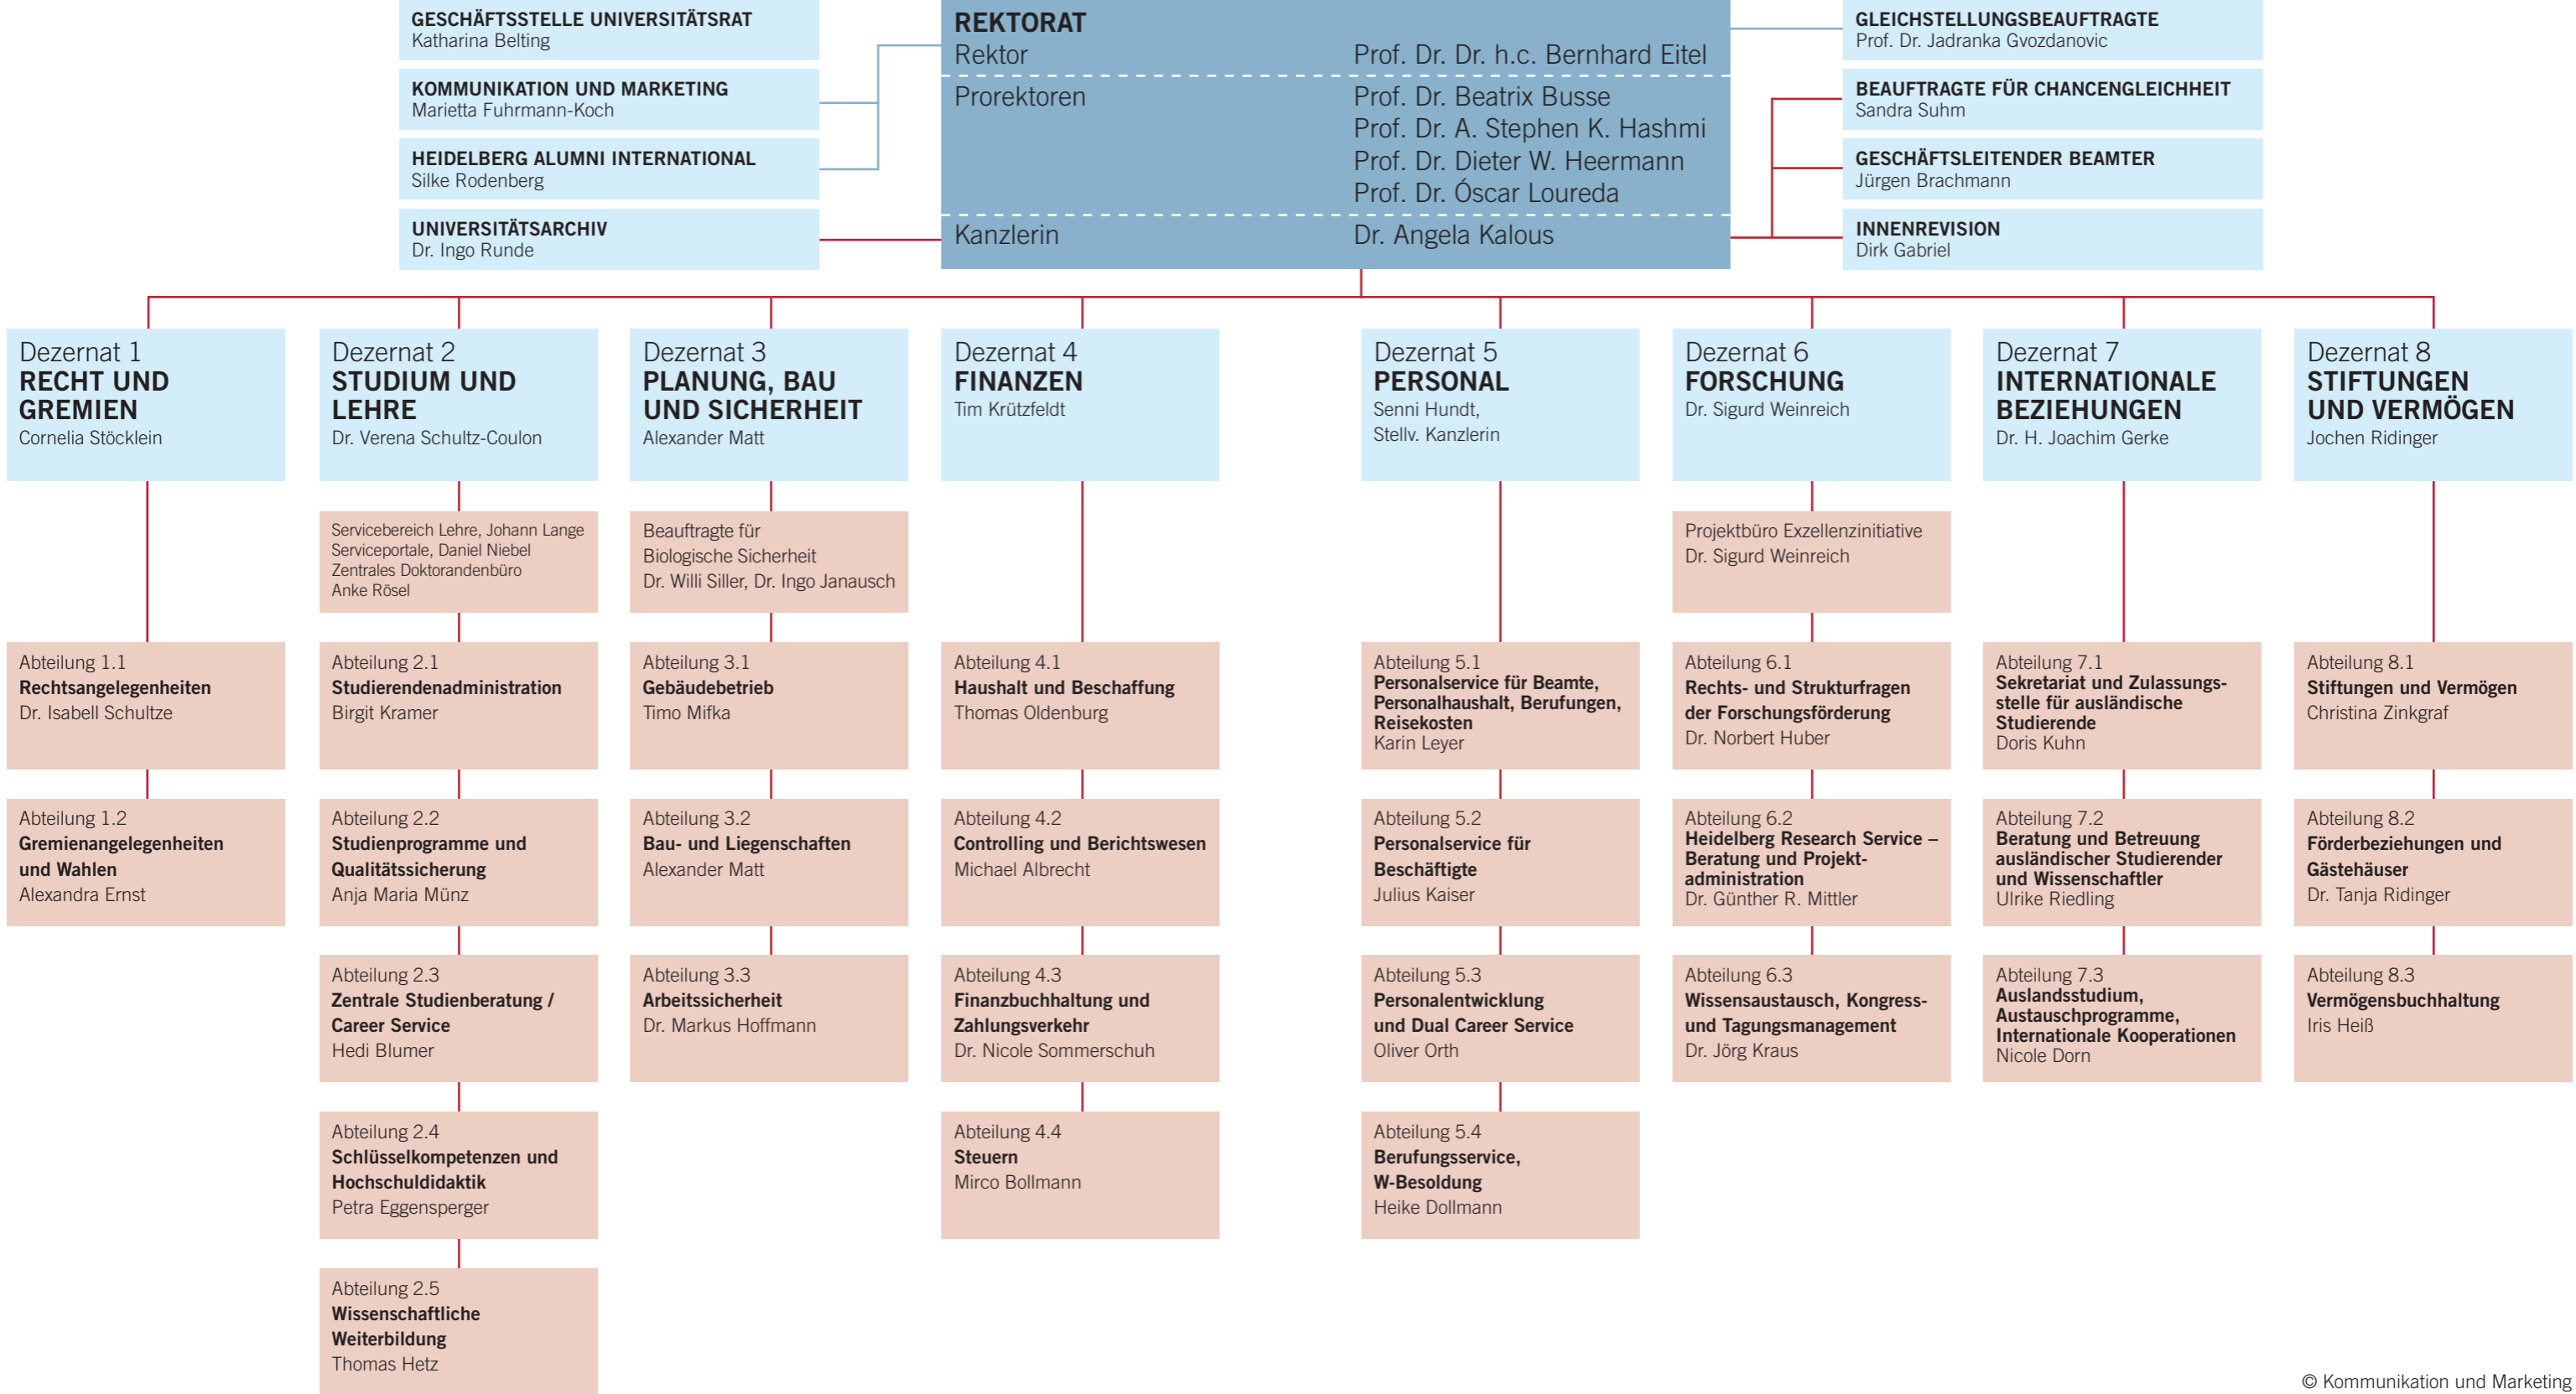 GESCHÄFTSSTELLE UNIVERSITÄTSRAT
Katharina Belting
KOMMUNIKATION UND MARKETING
Marietta Fuhrmann-Koch
HEIDELBERG ALUMNI INTERNATIONAL
Silke Rodenberg
UNIVERSITÄTSARCHIV
Dr. Ingo Runde
REKTORAT
Rektor Prof. Dr. Dr. h.c. Bernhard Eitel
Prorektoren Prof. Dr. Beatrix Busse
Prof. Dr. A. Stephen K. Hashmi
Prof. Dr. Dieter W. Heermann
Prof. Dr. Óscar Loureda
Kanzlerin Dr. Angela Kalous
GLEICHSTELLUNGSBEAUFTRAGTE
Prof. Dr. Jadranka Gvozdanovic
BEAUFTRAGTE FÜR CHANCENGLEICHHEIT
Sandra Suhm
GESCHÄFTSLEITENDER BEAMTER
Jürgen Brachmann
INNENREVISION
Dirk Gabriel
Dezernat 1
RECHT UND
GREMIEN
Cornelia Stöcklein
Abteilung 1.1
Rechtsangelegenheiten
Dr. Isabell Schultze
Abteilung 1.2
Gremienangelegenheiten
und Wahlen
Alexandra Ernst
Dezernat 2
STUDIUM UND
LEHRE
Dr. Verena Schultz-Coulon
Servicebereich Lehre, Johann Lange
Serviceportale, Daniel Niebel
Zentrales Doktorandenbüro
Anke Rösel
Abteilung 2.1
Studierendenadministration
Birgit Kramer
Abteilung 2.2
Studienprogramme und
Qualitätssicherung
Anja Maria Münz
Abteilung 2.3
Zentrale Studienberatung /
Career Service
Hedi Blumer
Abteilung 2.4
Schlüsselkompetenzen und
Hochschuldidaktik
Petra Eggensperger
Abteilung 2.5
Wissenschaftliche
Weiterbildung
Thomas Hetz
Dezernat 3
PLANUNG, BAU
UND SICHERHEIT
Alexander Matt
Beauftragte für
Biologische Sicherheit
Dr. Willi Siller, Dr. Ingo Janausch
Abteilung 3.1
Gebäudebetrieb
Timo Mifka
Abteilung 3.2
Bau- und Liegenschaften
Alexander Matt
Abteilung 3.3
Arbeitssicherheit
Dr. Markus Hoffmann
Dezernat 4
FINANZEN
Tim Krützfeldt
Abteilung 4.1
Haushalt und Beschaffung
Thomas Oldenburg
Abteilung 4.2
Controlling und Berichtswesen
Michael Albrecht
Abteilung 4.3
Finanzbuchhaltung und
Zahlungsverkehr
Dr. Nicole Sommerschuh
Abteilung 4.4
Steuern
Mirco Bollmann
Dezernat 5
PERSONAL
Senni Hundt,
Stellv. Kanzlerin
Abteilung 5.1
Personalservice für Beamte,
Personalhaushalt, Berufungen,
Reisekosten
Karin Leyer
Abteilung 5.2
Personalservice für
Beschäftigte
Julius Kaiser
Abteilung 5.3
Personalentwicklung
und Dual Career Service
Oliver Orth
Abteilung 5.4
Berufungsservice,
W-Besoldung
Heike Dollmann
Dezernat 6
FORSCHUNG
Dr. Sigurd Weinreich
Projektbüro Exzellenzinitiative
Dr. Sigurd Weinreich
Abteilung 6.1
Rechts- und Strukturfragen
der Forschungsförderung
Dr. Norbert Huber
Abteilung 6.2
Heidelberg Research Service –
Beratung und Projekt-
administration
Dr. Günther R. Mittler
Abteilung 6.3
Wissensaustausch, Kongress-
und Tagungsmanagement
Dr. Jörg Kraus
Dezernat 7
INTERNATIONALE
BEZIEHUNGEN
Dr. H. Joachim Gerke
Abteilung 7.1
Sekretariat und Zulassungs-
stelle für ausländische
Studierende
Doris Kuhn
Abteilung 7.2
Beratung und Betreuung
ausländischer Studierender
und Wissenschaftler
Ulrike Riedling
Abteilung 7.3
Auslandsstudium,
Austauschprogramme,
Internationale Kooperationen
Nicole Dorn
Dezernat 8
STIFTUNGEN
UND VERMÖGEN
Jochen Ridinger
Abteilung 8.1
Stiftungen und Vermögen
Christina Zinkgraf
Abteilung 8.2
Förderbeziehungen und
Gästehäuser
Dr. Tanja Ridinger
Abteilung 8.3
Vermögensbuchhaltung
Iris Heiß
© Kommunikation und Marketing